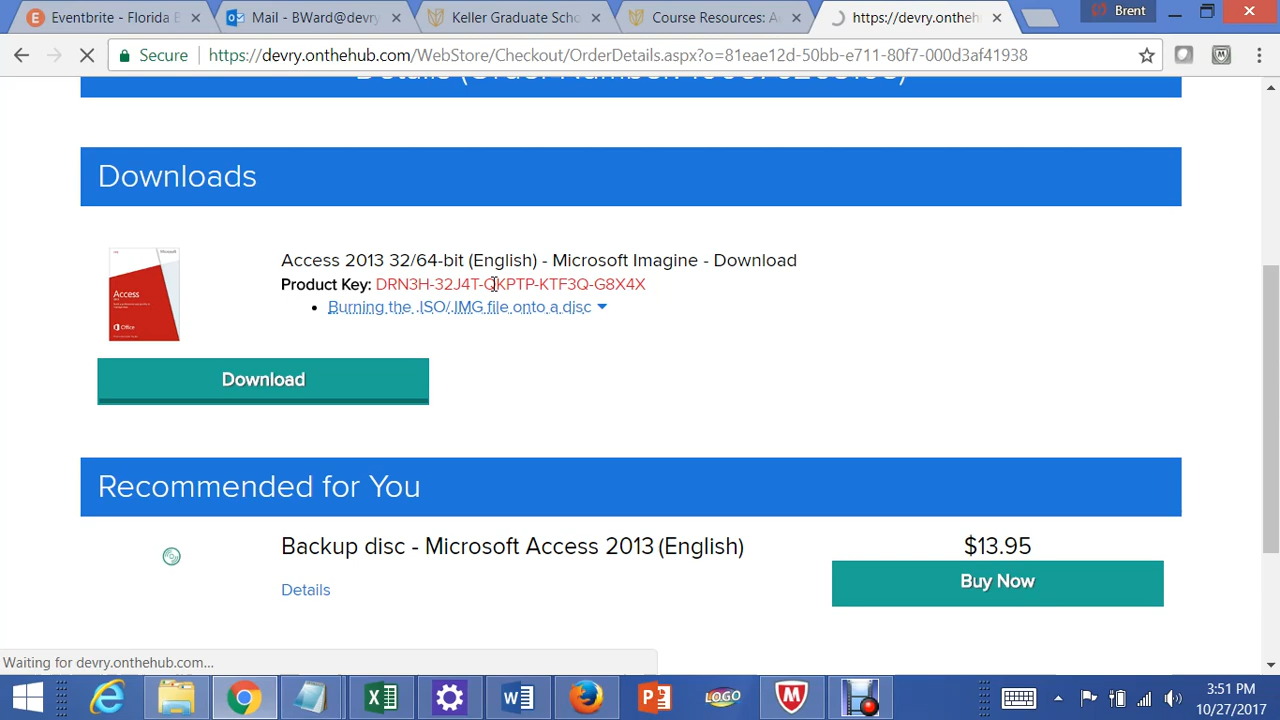 Eventbrite - Florida
Mail - BWard@devry
Keller Graduate Scho
Course Resources: A
https://devry.ontheh
Brent
Secure https://devry.onthehub.com/WebStore/Checkout/OrderDetails.aspx?o=81eae12d-50bb-e711-80f7-000d3af41938
Downloads
Access 2013 32/64-bit (English) - Microsoft Imagine - Download
Product Key: DRN3H-32J4T-QKPTP-KTF3Q-G8X4X
Burning the .ISO/.IMG file onto a disc
Access
Office
Download
Recommended for You
Backup disc - Microsoft Access 2013 (English)
$13.95
Buy Now
Details
Waiting for devry.onthehub.com...
LOGO
3:51 PM
10/27/2017